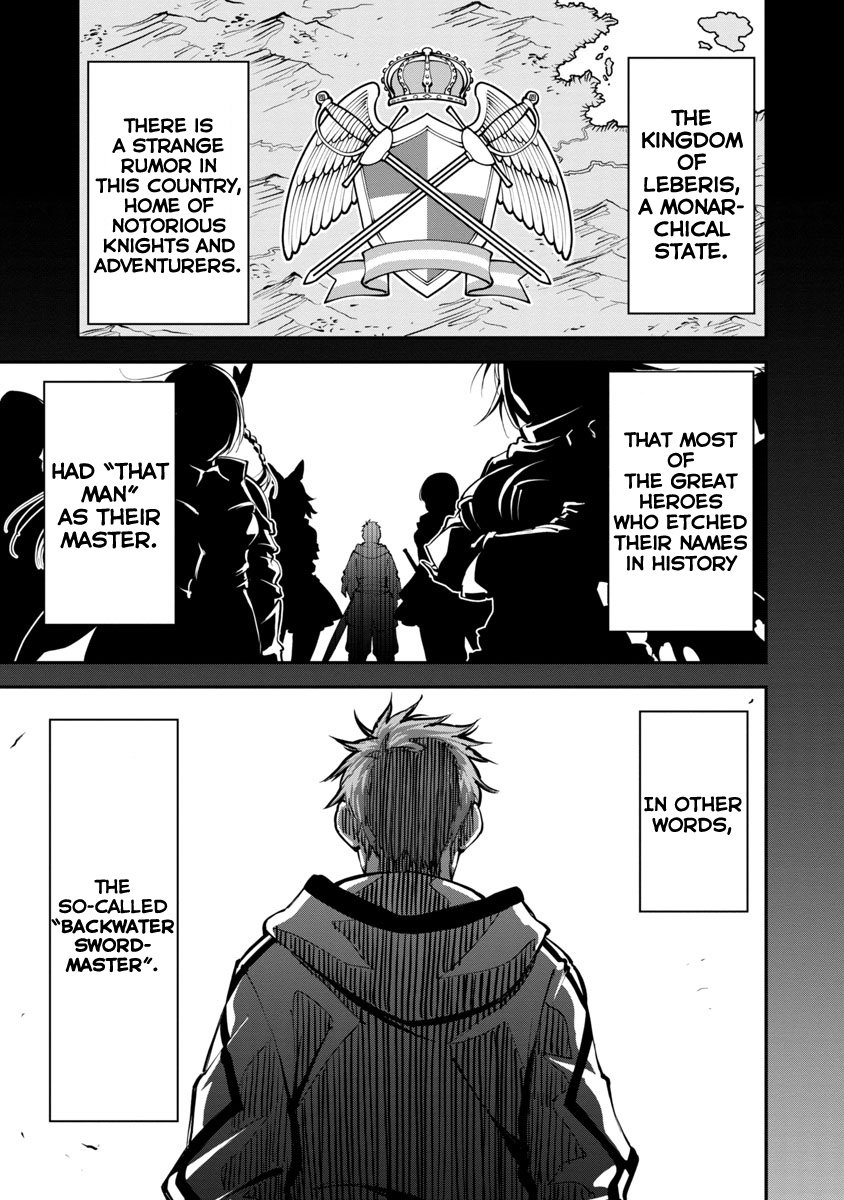 THE
KINGDOM
OF
LEBERIS,
A MONAR-
CHICAL
STATE.
THERE IS
A STRANGE
RUMOR IN
THIS COUNTRY,
HOME OF
NOTORIOUS
KNIGHTS AND
ADVENTURERS.
THAT MOST
OF
THE GREAT
HEROES
WHO ETCHED
THEIR NAMES
IN HISTORY
HAD "THAT
MAN"
AS THEIR
MASTER.
IN OTHER
WORDS,
THE
SO-CALLED
"BACKWATER
SWORD-
MASTER".